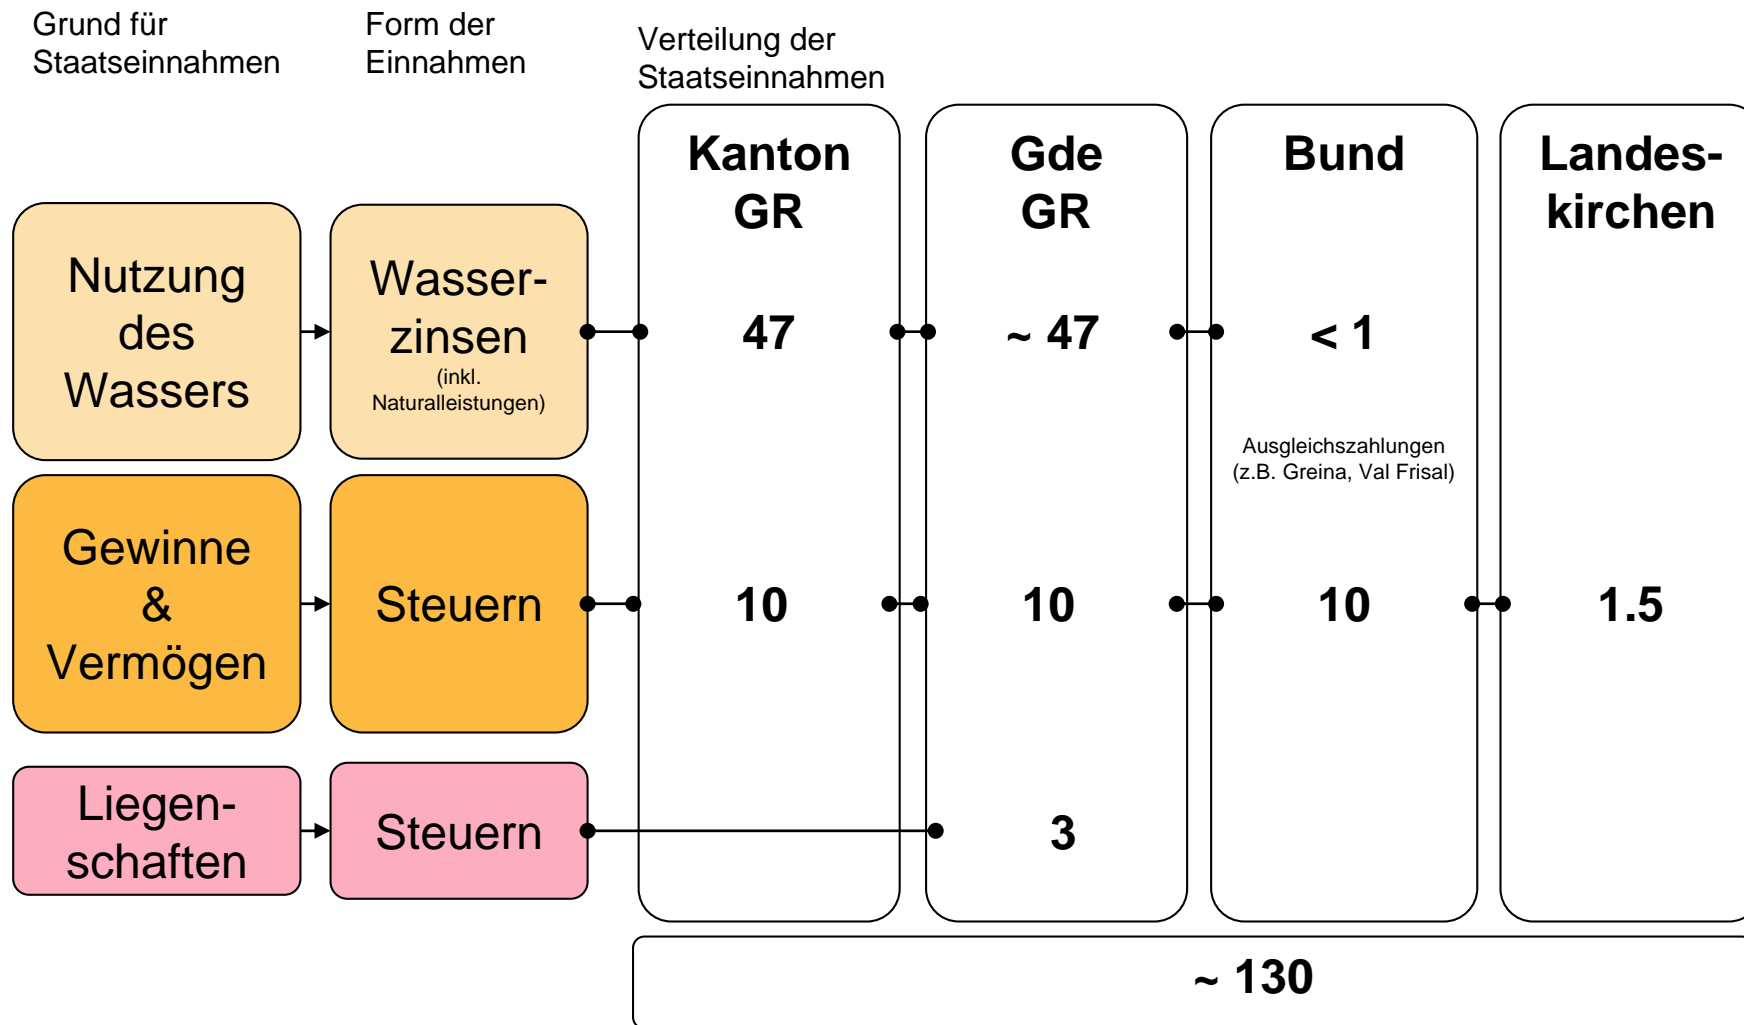 Grund für
Staatseinnahmen
Form der
Einnahmen
Verteilung der
Staatseinnahmen
Kanton
GR
Gde
GR
Bund
Landes-
kirchen
Nutzung
des
Wassers
Wasser-
zinsen
(inkl.
Naturalleistungen)
47
~ 47
< 1
Ausgleichszahlungen
(z.B. Greina, Val Frisal)
Gewinne
&
Vermögen
Steuern
10
10
10
1.5
Liegen-
schaften
Steuern
3
~ 130